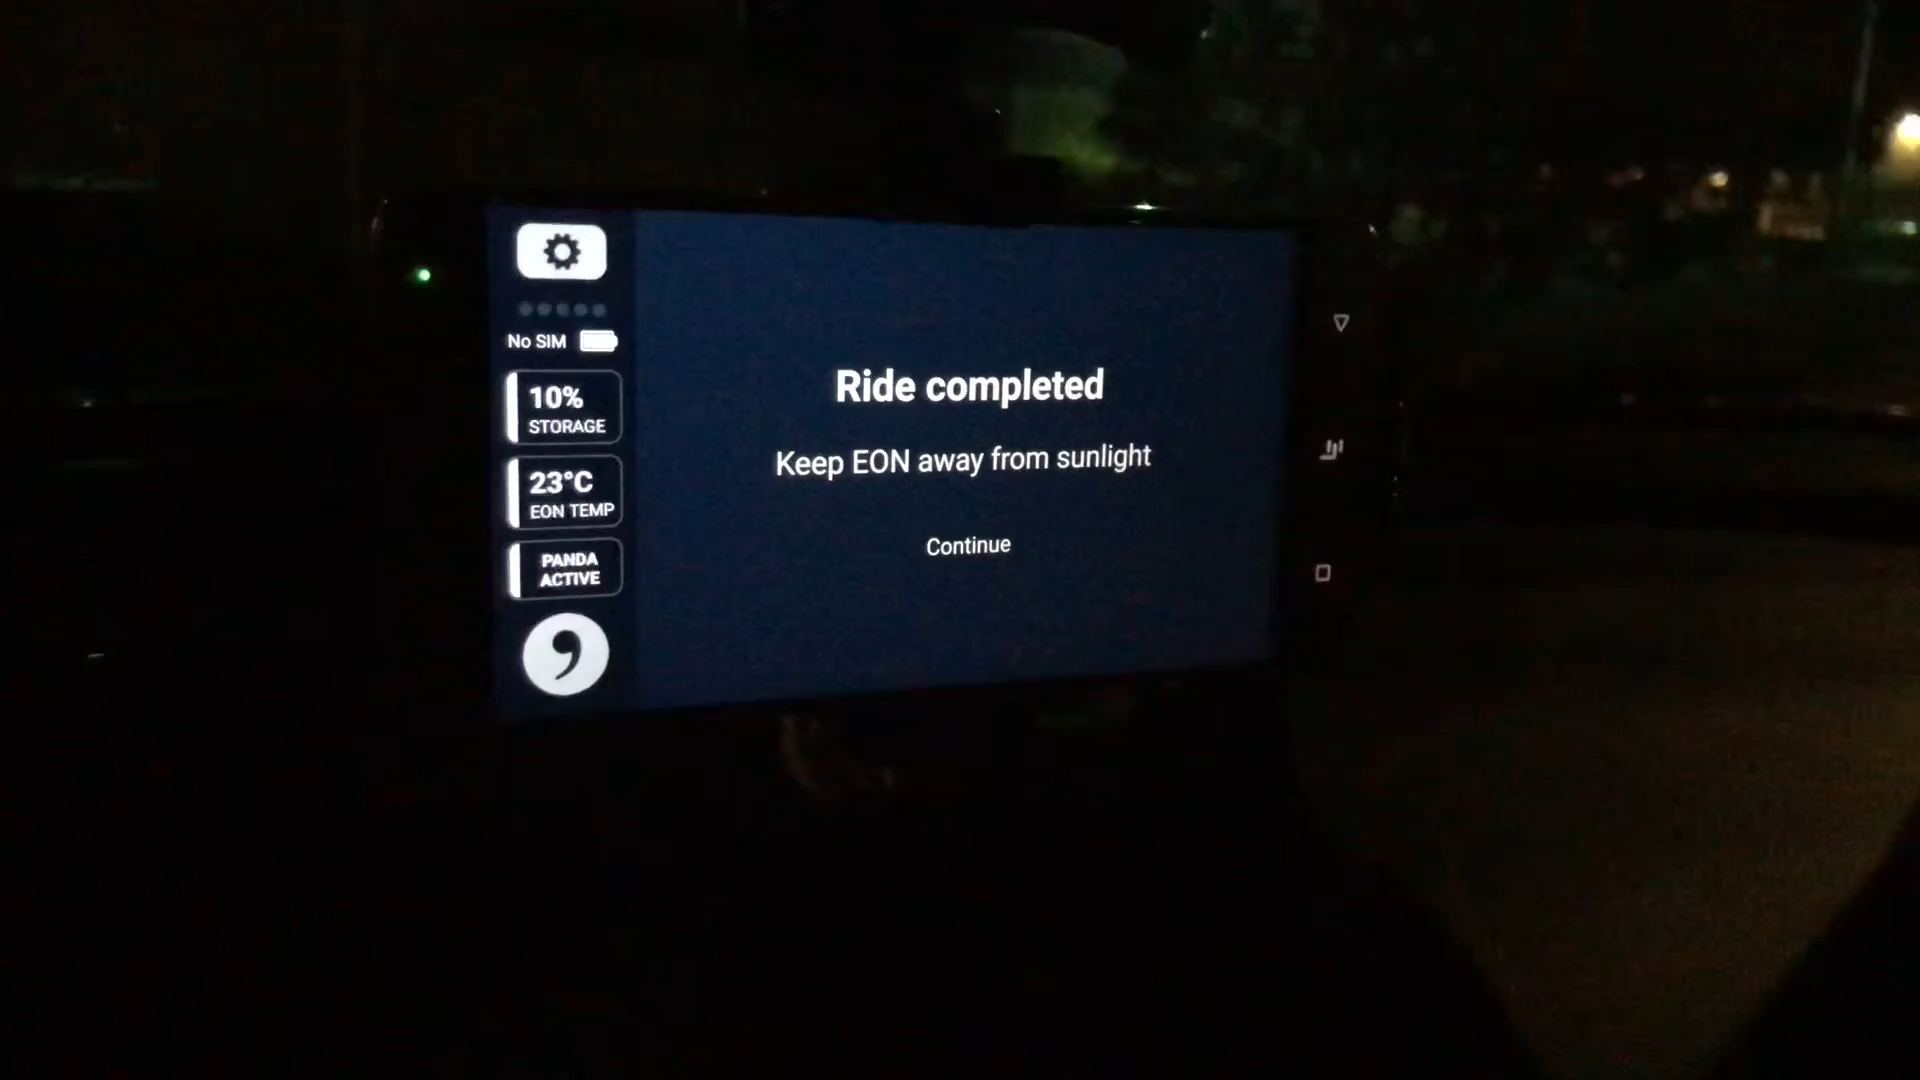 No SIM
10%
STORAGE
23°C
EON TEMP
PANDA
ACTIVE
Ride completed
Keep EON away from sunlight
Continue